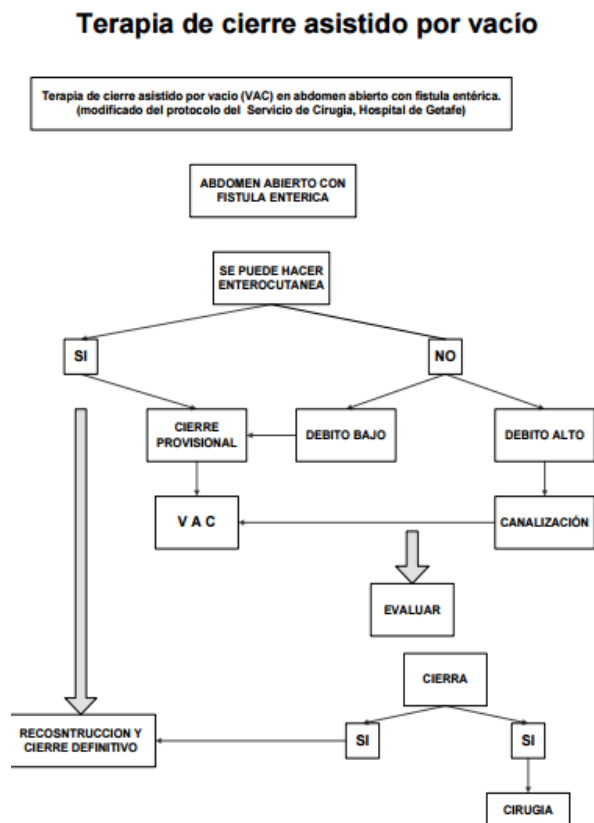 Terapia de cierre asistido por vacío
Terapia de cierre asistido por vacio (VAC) en abdomen abierto con fistula entérica.
(modificado del protocolo del Servicio de Cirugía, Hospital de Getafe)
ABDOMEN ABIERTO CON
FISTULA ENTERICA
SE PUEDE HACER
ENTEROCUTANEA
SI
NO
CIERRE
PROVISIONAL
DEBITO BAJO
DEBITO ALTO
V A C
CANALIZACIÓN
EVALUAR
CIERRA
RECOSNTRUCCION Y
CIERRE DEFINITIVO
SI
SI
CIRUGIA